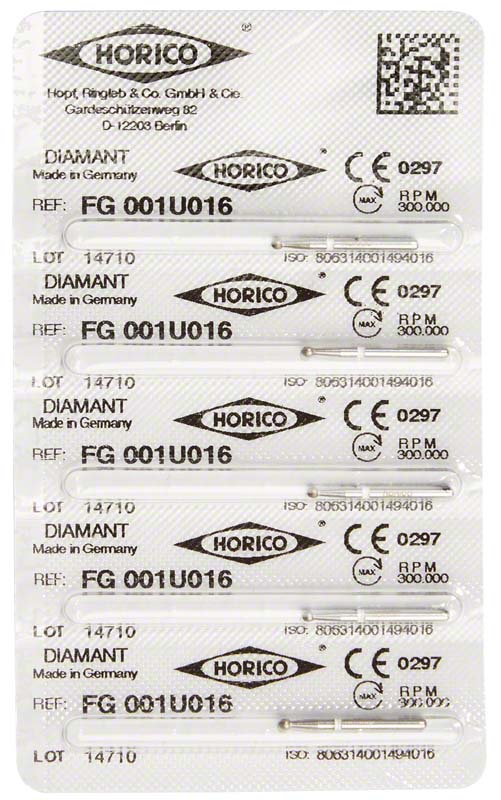 HORICO ®
Hopf, Ringleb & Co. GmbH & Cie.
Gardeschützenweg 82
D-12203 Berlin
DIAMANT HORICO ® CE 0297
Made in Germany MAX RPM
REF: FG 001U016 300.000
LOT 14710 ISO: 806314001494016
DIAMANT HORICO ® CE 0297
Made in Germany MAX RPM
REF: FG 001U016 300.000
LOT 14710 ISO: 806314001494016
DIAMANT HORICO ® CE 0297
Made in Germany MAX RPM
REF: FG 001U016 300.000
LOT 14710 ISO: 806314001494016
DIAMANT HORICO ® CE 0297
Made in Germany MAX RPM
REF: FG 001U016 300.000
LOT 14710 ISO: 806314001494016
DIAMANT HORICO ® CE 0297
Made in Germany MAX RPM
REF: FG 001U016 300.000
LOT 14710 ISO: 806314001494016